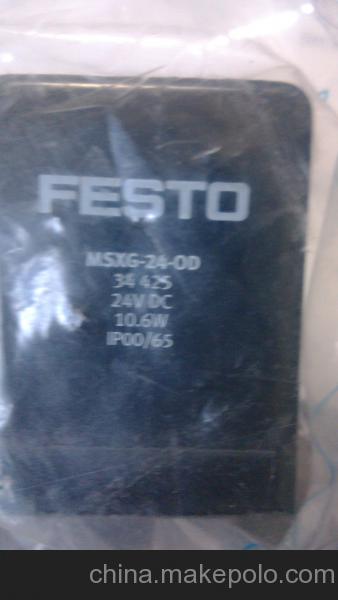 FESTO
MSXG-24-OD
34 425
24V DC
10.6W
IP00/65
china.makepolo.com